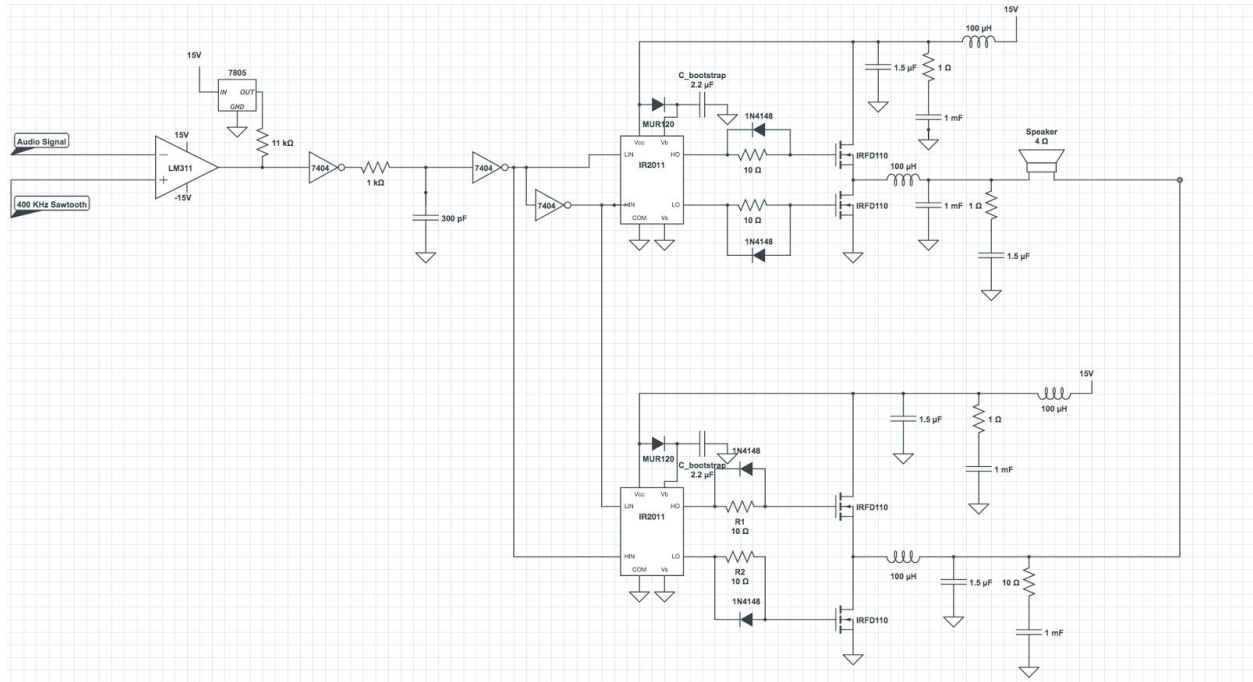 15V
100 µH
1.5 µF
1 Ω
1 mF
15V
7805
IN
OUT
GND
11 kΩ
Audio Signal
400 KHz Sawtooth
15V
LM311
-15V
7404
1 kΩ
300 pF
7404
7404
C_bootstrap
2.2 µF
MUR120
Vcc
Vb
LIN
HO
IR2011
HIN
LO
COM
Vs
1N4148
10 Ω
10 Ω
1N4148
IRFD110
IRFD110
100 µH
1 mF
1 Ω
1.5 µF
Speaker
4 Ω
15V
100 µH
1.5 µF
1 Ω
1 mF
MUR120
C_bootstrap
2.2 µF
1N4148
Vcc
Vb
LIN
HO
IR2011
HIN
LO
COM
Vs
R1
10 Ω
R2
10 Ω
1N4148
IRFD110
IRFD110
100 µH
1.5 µF
10 Ω
1 mF